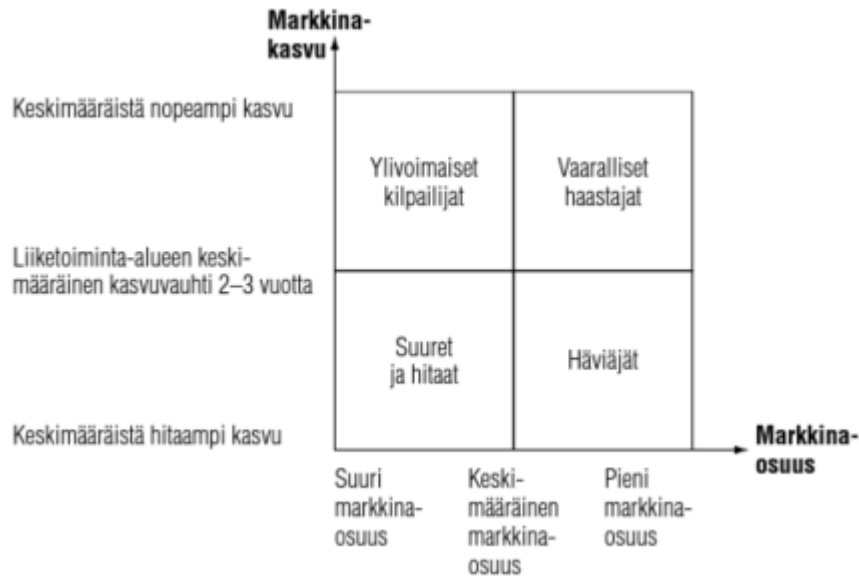 Markkina-
kasvu
Keskimääräistä nopeampi kasvu
Ylivoimaiset
kilpailijat
Vaaralliset
haastajat
Liiketoiminta-alueen keski-
määräinen kasvuvauhti 2–3 vuotta
Suuret
ja hitaat
Häviäjät
Keskimääräistä hitaampi kasvu
Markkina-
osuus
Suuri
markkina-
osuus
Keski-
määräinen
markkina-
osuus
Pieni
markkina-
osuus